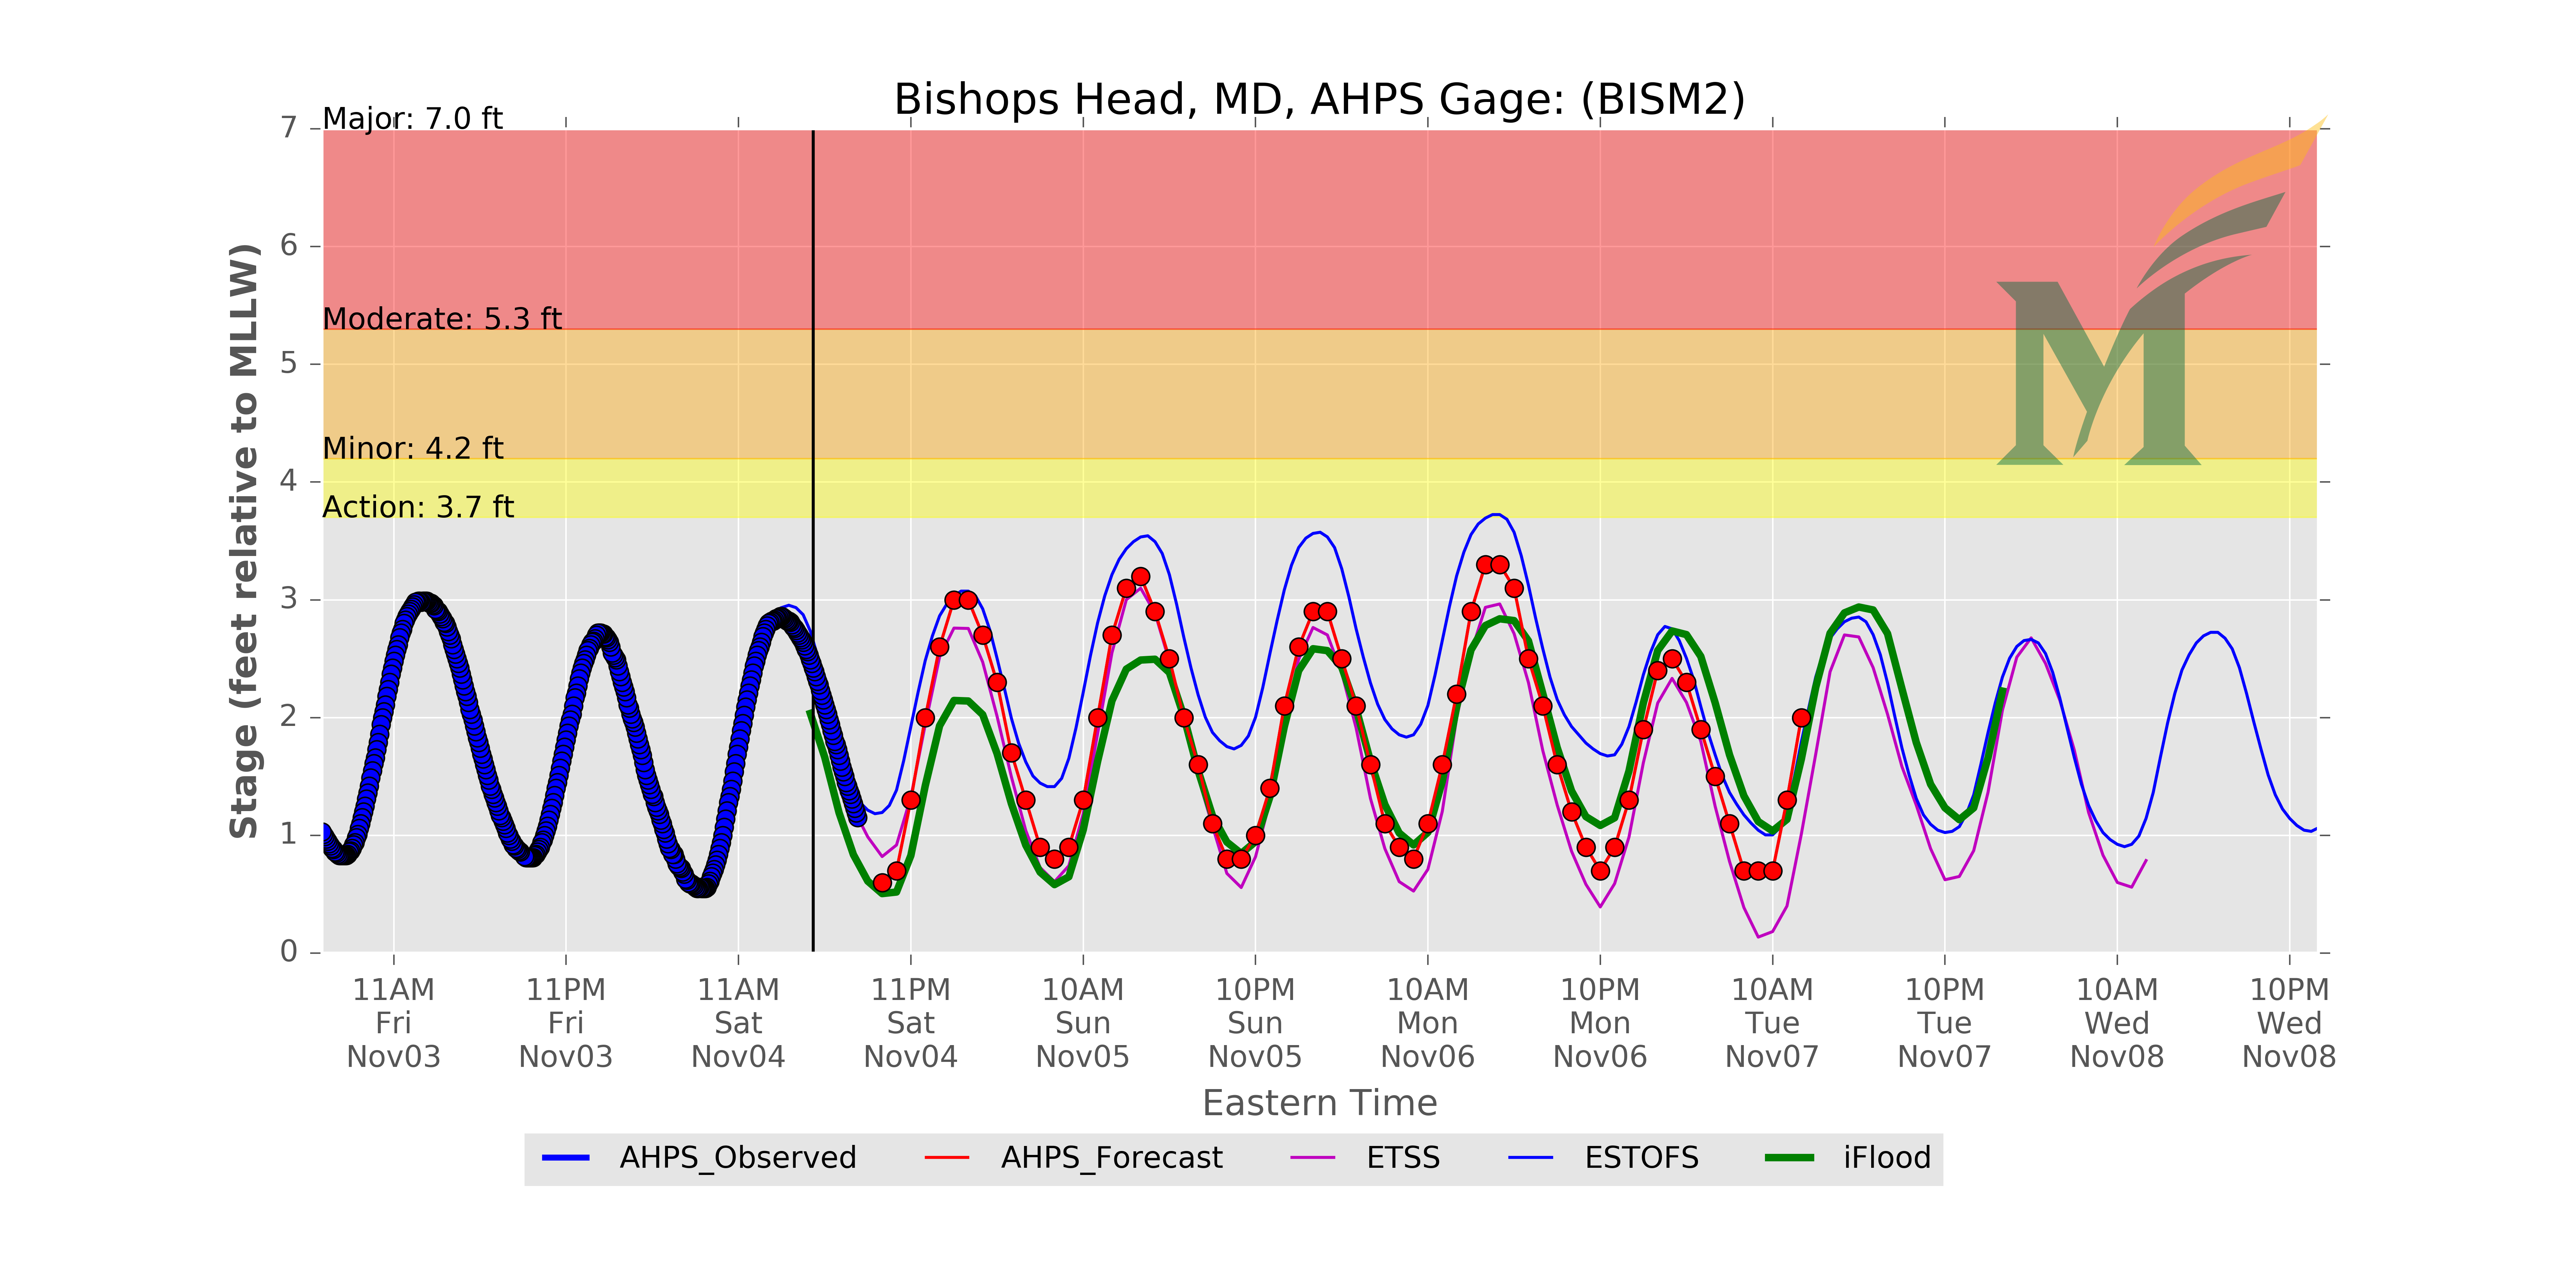 Bishops Head, MD, AHPS Gage: (BISM2)
Major: 7.0 ft
Moderate: 5.3 ft
Minor: 4.2 ft
Action: 3.7 ft
7
6
5
4
3
2
1
0
Stage (feet relative to MLLW)
11AM 11PM 11AM 11PM 10AM 10PM 10AM 10PM 10AM 10PM 10AM 10PM
Fri Fri Sat Sat Sun Sun Mon Mon Tue Tue Wed Wed
Nov03 Nov03 Nov04 Nov04 Nov05 Nov05 Nov06 Nov06 Nov07 Nov07 Nov08 Nov08
Eastern Time
AHPS_Observed AHPS_Forecast ETSS ESTOFS iFlood
M